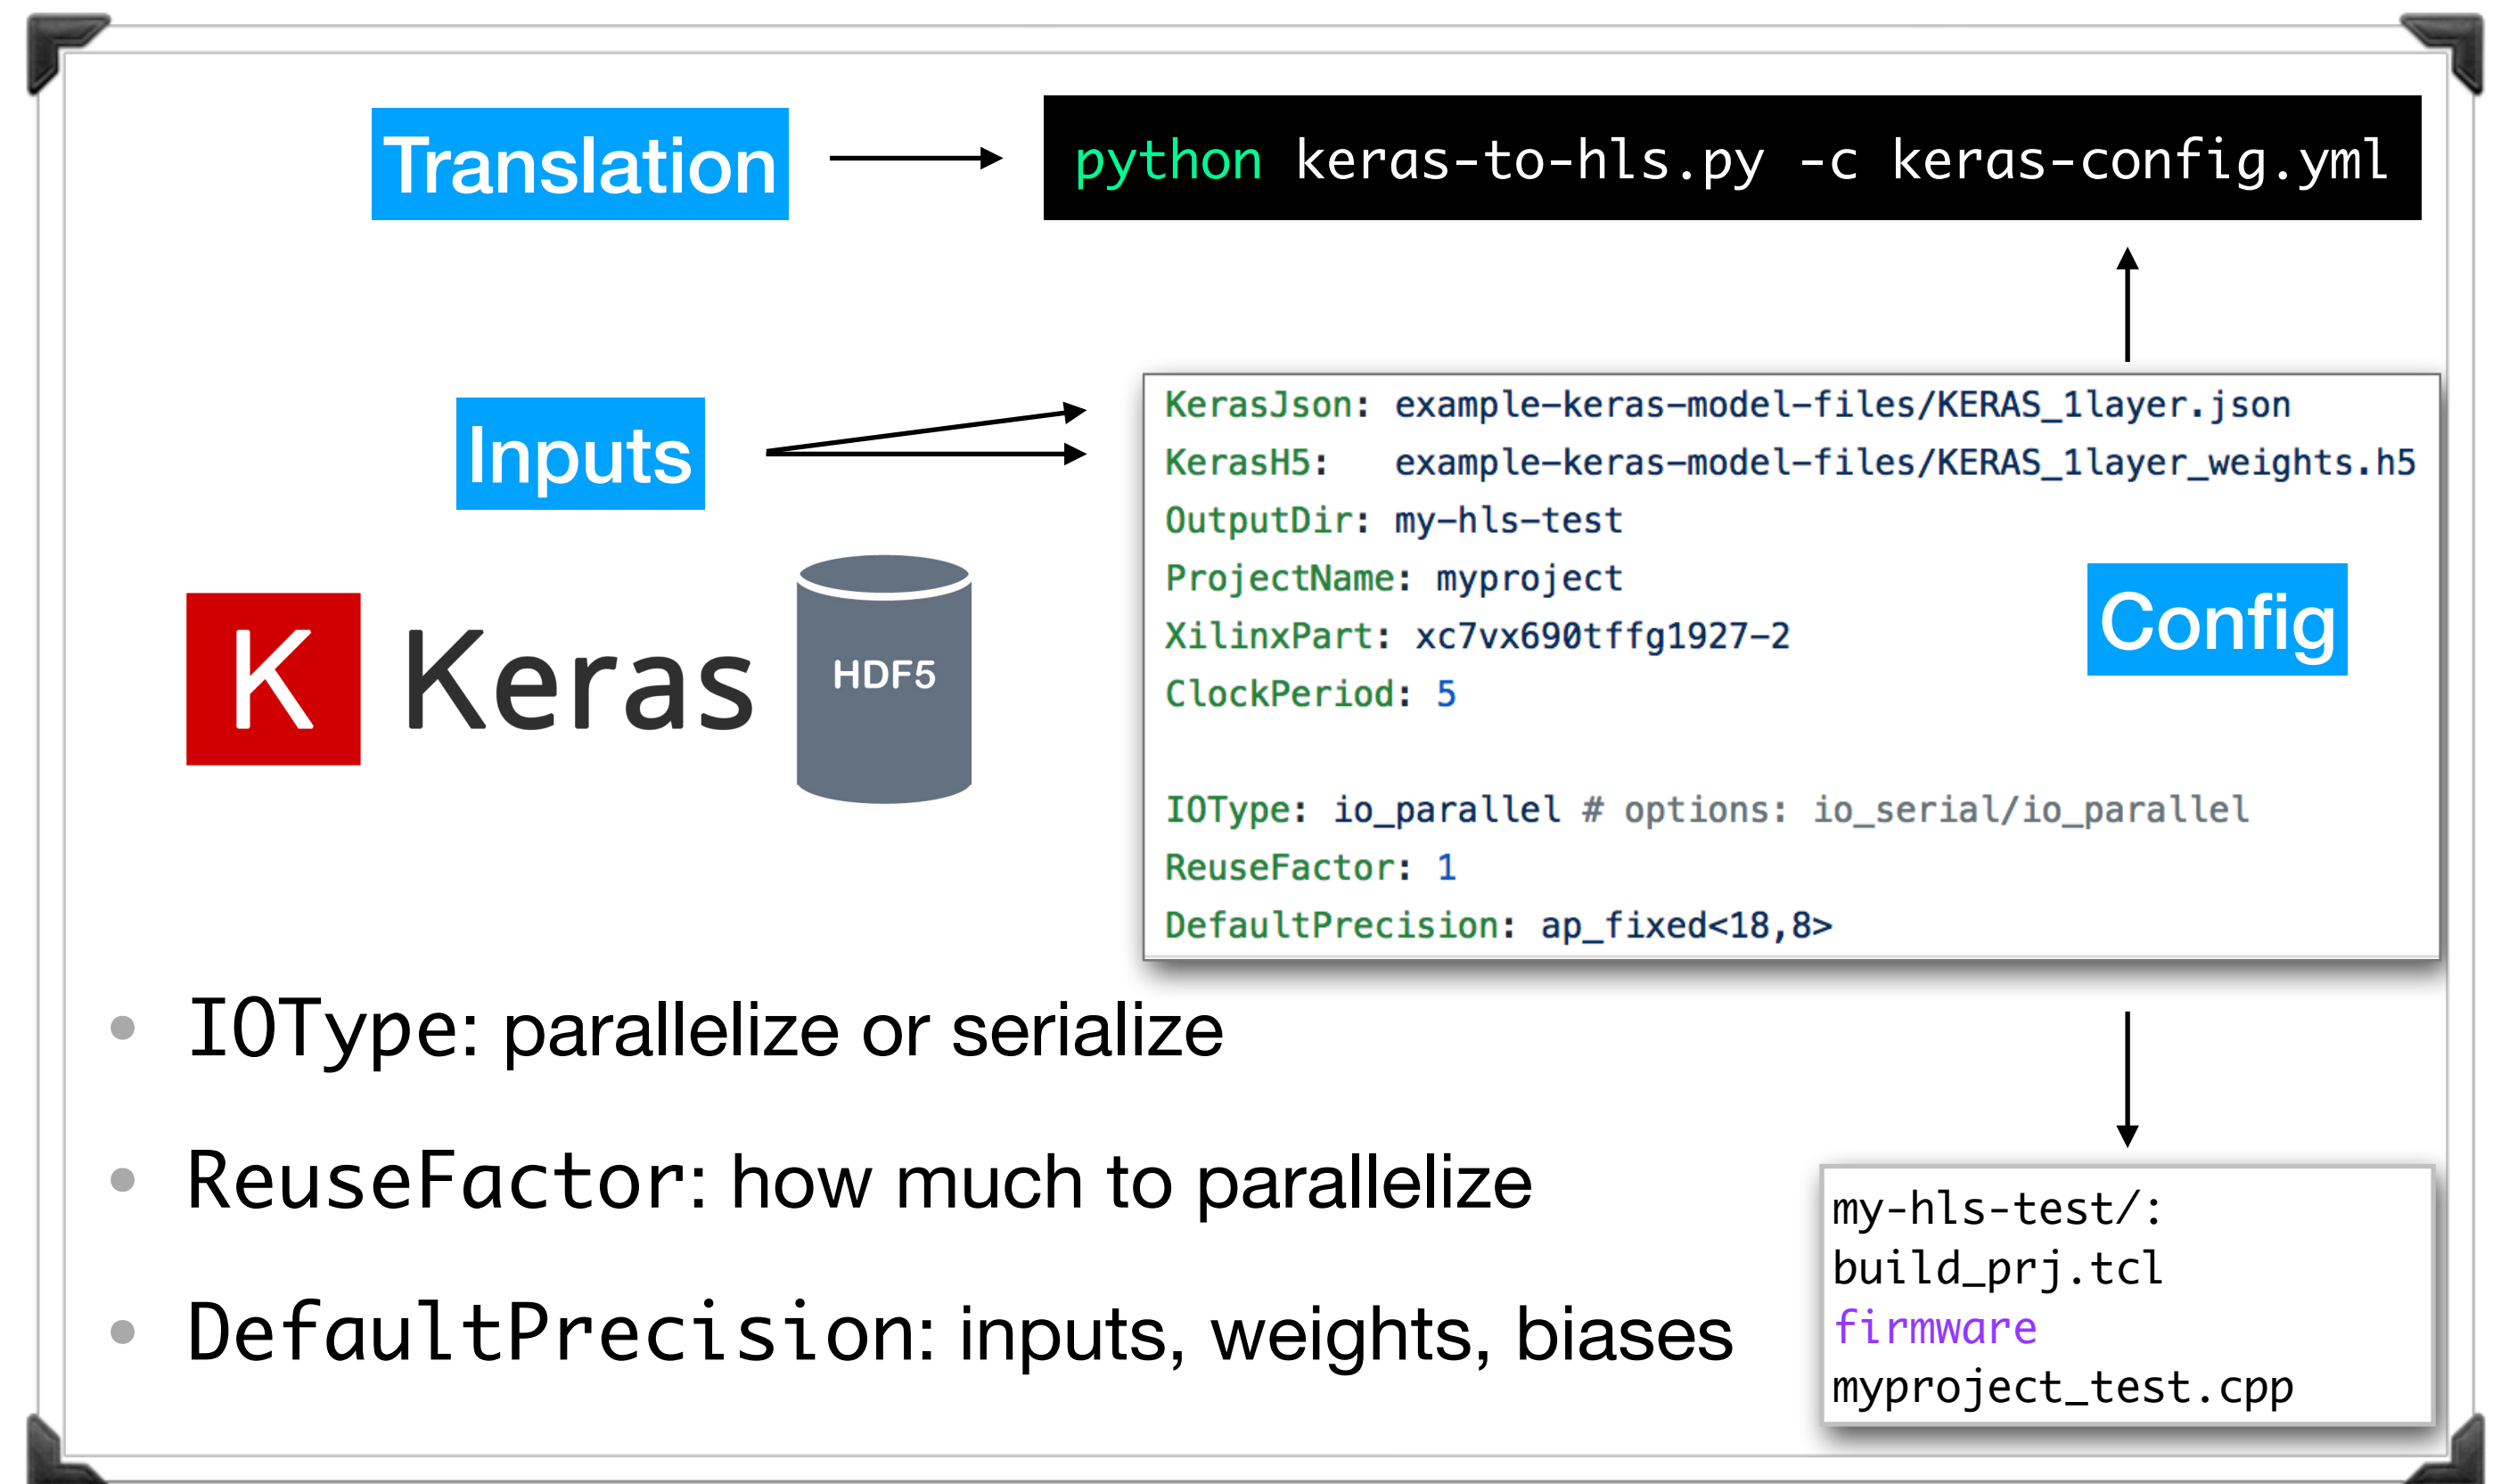 Translation
python keras-to-hls.py -c keras-config.yml
Inputs
K Keras
HDF5
KerasJson: example-keras-model-files/KERAS_1layer.json
KerasH5:   example-keras-model-files/KERAS_1layer_weights.h5
OutputDir: my-hls-test
ProjectName: myproject
XilinxPart: xc7vx690tffg1927-2
ClockPeriod: 5
Config
IOType: io_parallel # options: io_serial/io_parallel
ReuseFactor: 1
DefaultPrecision: ap_fixed<18,8>
• IOType: parallelize or serialize
• ReuseFactor: how much to parallelize
• DefaultPrecision: inputs, weights, biases
my-hls-test/:
build_prj.tcl
firmware
myproject_test.cpp